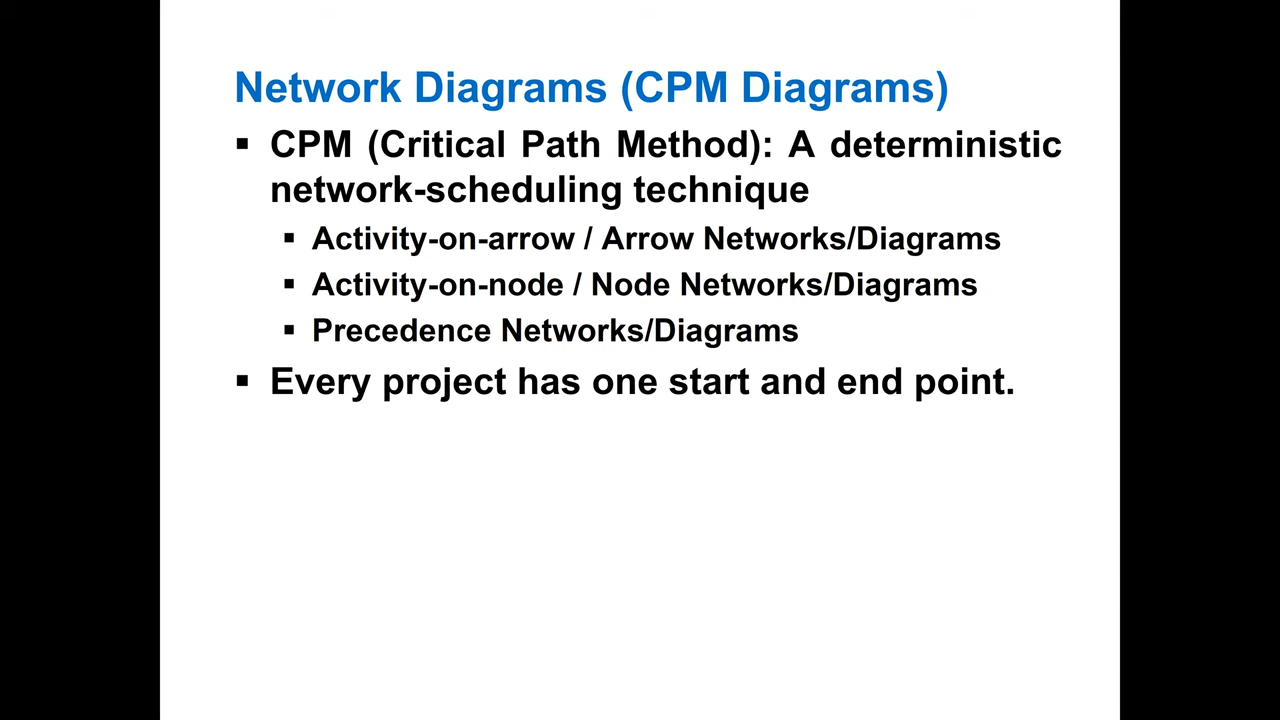 Network Diagrams (CPM Diagrams)
▪ CPM (Critical Path Method): A deterministic
network-scheduling technique
▪ Activity-on-arrow / Arrow Networks/Diagrams
▪ Activity-on-node / Node Networks/Diagrams
▪ Precedence Networks/Diagrams
▪ Every project has one start and end point.